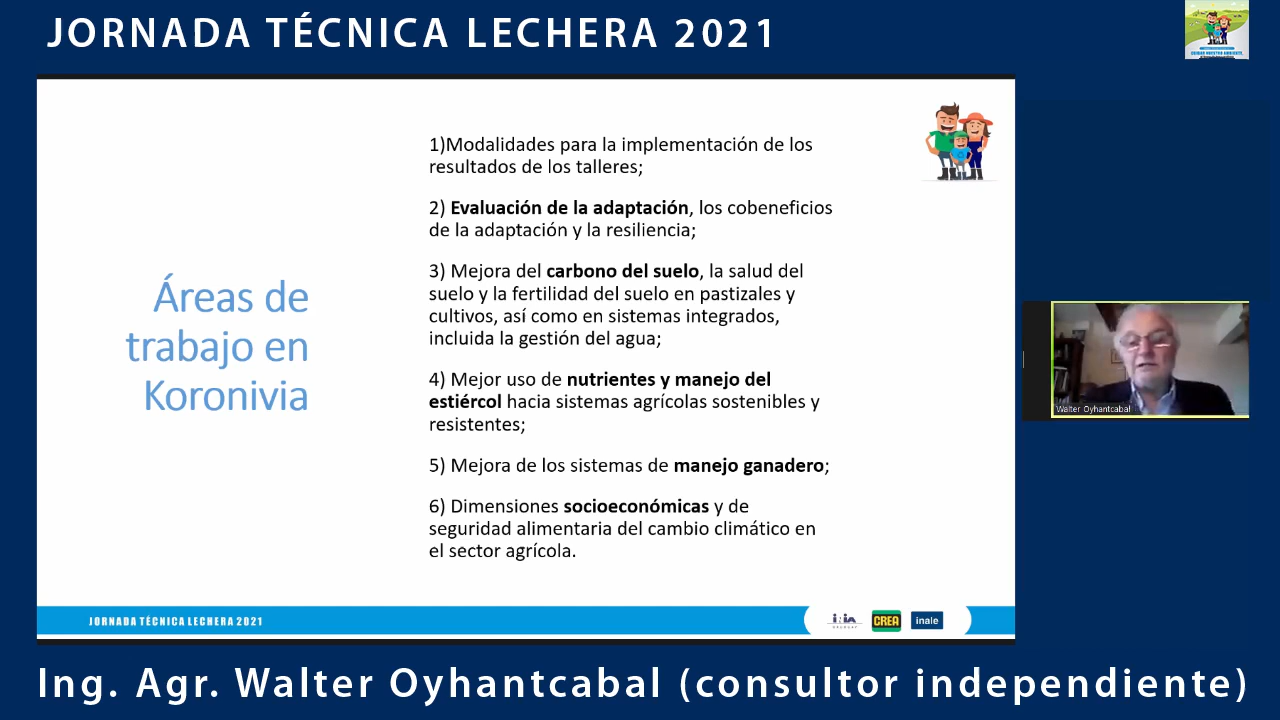 JORNADA TÉCNICA LECHERA 2021
Áreas de
trabajo en
Koronivia
1)Modalidades para la implementación de los
resultados de los talleres;
2) Evaluación de la adaptación, los cobeneficios
de la adaptación y la resiliencia;
3) Mejora del carbono del suelo, la salud del
suelo y la fertilidad del suelo en pastizales y
cultivos, así como en sistemas integrados,
incluida la gestión del agua;
4) Mejor uso de nutrientes y manejo del
estiércol hacia sistemas agrícolas sostenibles y
resistentes;
5) Mejora de los sistemas de manejo ganadero;
6) Dimensiones socioeconómicas y de
seguridad alimentaria del cambio climático en
el sector agrícola.
Walter Oyhantcabal
JORNADA TÉCNICA LECHERA 2021
inia
URUGUAY
CREA
inale
Ing. Agr. Walter Oyhantcabal (consultor independiente)